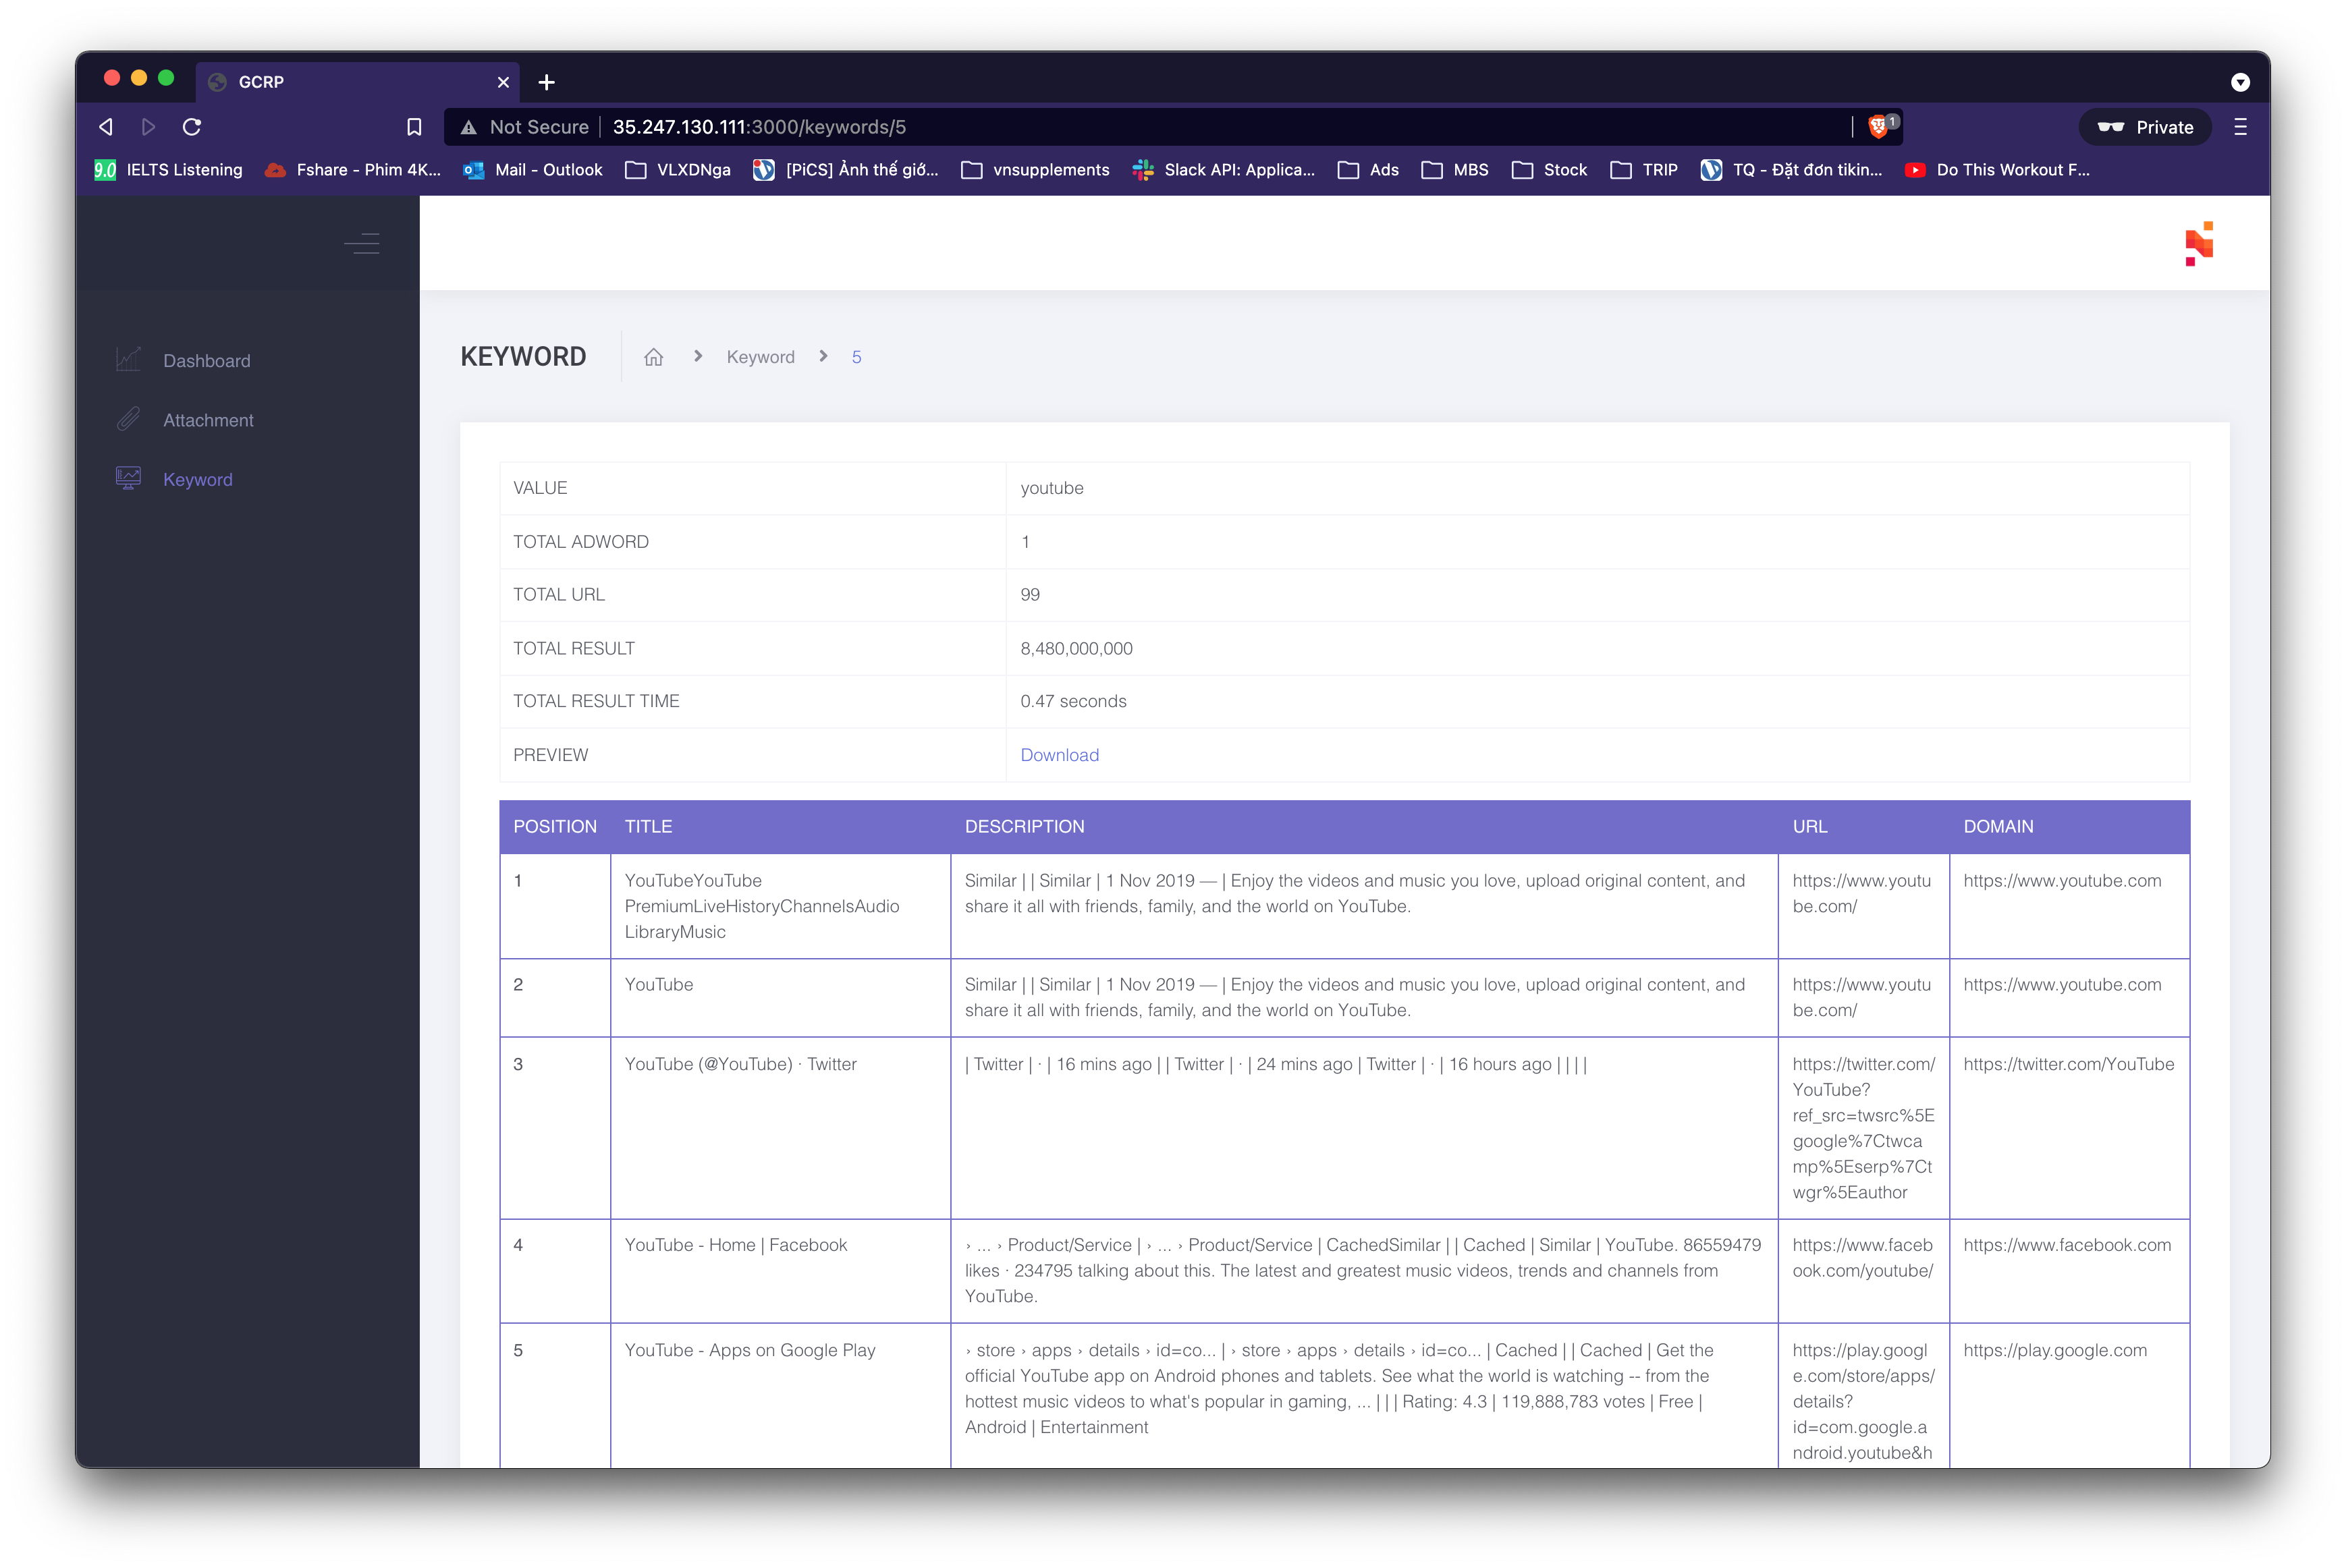 GCRP
Not Secure 35.247.130.111:3000/keywords/5 1 Private
9.0 IELTS Listening Fshare - Phim 4K... Mail - Outlook VLXDNga [PiCS] Ảnh thế giớ... vnsupplements Slack API: Applica... Ads MBS Stock TRIP TQ - Đặt đơn tikin... Do This Workout F...
Dashboard
Attachment
Keyword
KEYWORD Keyword 5
VALUE youtube
TOTAL ADWORD 1
TOTAL URL 99
TOTAL RESULT 8,480,000,000
TOTAL RESULT TIME 0.47 seconds
PREVIEW Download
POSITION TITLE DESCRIPTION URL DOMAIN
1
YouTubeYouTube
PremiumLiveHistoryChannelsAudio
LibraryMusic
Similar | | Similar | 1 Nov 2019 — | Enjoy the videos and music you love, upload original content, and
share it all with friends, family, and the world on YouTube.
https://www.youtu
be.com/
https://www.youtube.com
2
YouTube
Similar | | Similar | 1 Nov 2019 — | Enjoy the videos and music you love, upload original content, and
share it all with friends, family, and the world on YouTube.
https://www.youtu
be.com/
https://www.youtube.com
3
YouTube (@YouTube) · Twitter
| Twitter | · | 16 mins ago | | Twitter | · | 24 mins ago | Twitter | · | 16 hours ago | | | |
https://twitter.com/
YouTube?
ref_src=twsrc%5E
google%7Ctwca
mp%5Eserp%7Ct
wgr%5Eauthor
https://twitter.com/YouTube
4
YouTube - Home | Facebook
› ... › Product/Service | › ... › Product/Service | CachedSimilar | | Cached | Similar | YouTube. 86559479
likes · 234795 talking about this. The latest and greatest music videos, trends and channels from
YouTube.
https://www.faceb
ook.com/youtube/
https://www.facebook.com
5
YouTube - Apps on Google Play
› store › apps › details › id=co... | › store › apps › details › id=co... | Cached | | Cached | Get the
official YouTube app on Android phones and tablets. See what the world is watching -- from the
hottest music videos to what's popular in gaming, ... | | | Rating: 4.3 | 119,888,783 votes | Free |
Android | Entertainment
https://play.googl
e.com/store/apps/
details?
id=com.google.a
ndroid.youtube&h
https://play.google.com